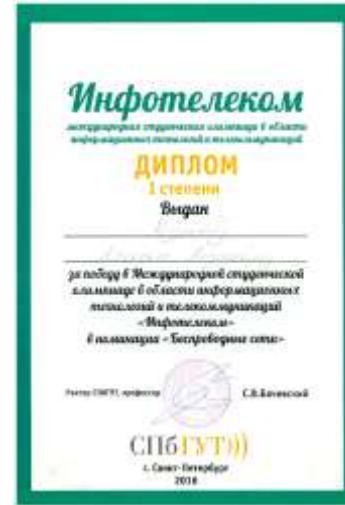 Инфотелеком
международная студенческая олимпиада в области
информационных технологий и телекоммуникаций
ДИПЛОМ
I степени
Выдан
за победу в Международной студенческой
олимпиаде в области информационных
технологий и телекоммуникаций
«Инфотелеком»
в номинации «Беспроводные сети»
Ректор СПбГУТ, профессор С.В.Бачевский
СПбГУТ)))
г. Санкт-Петербург